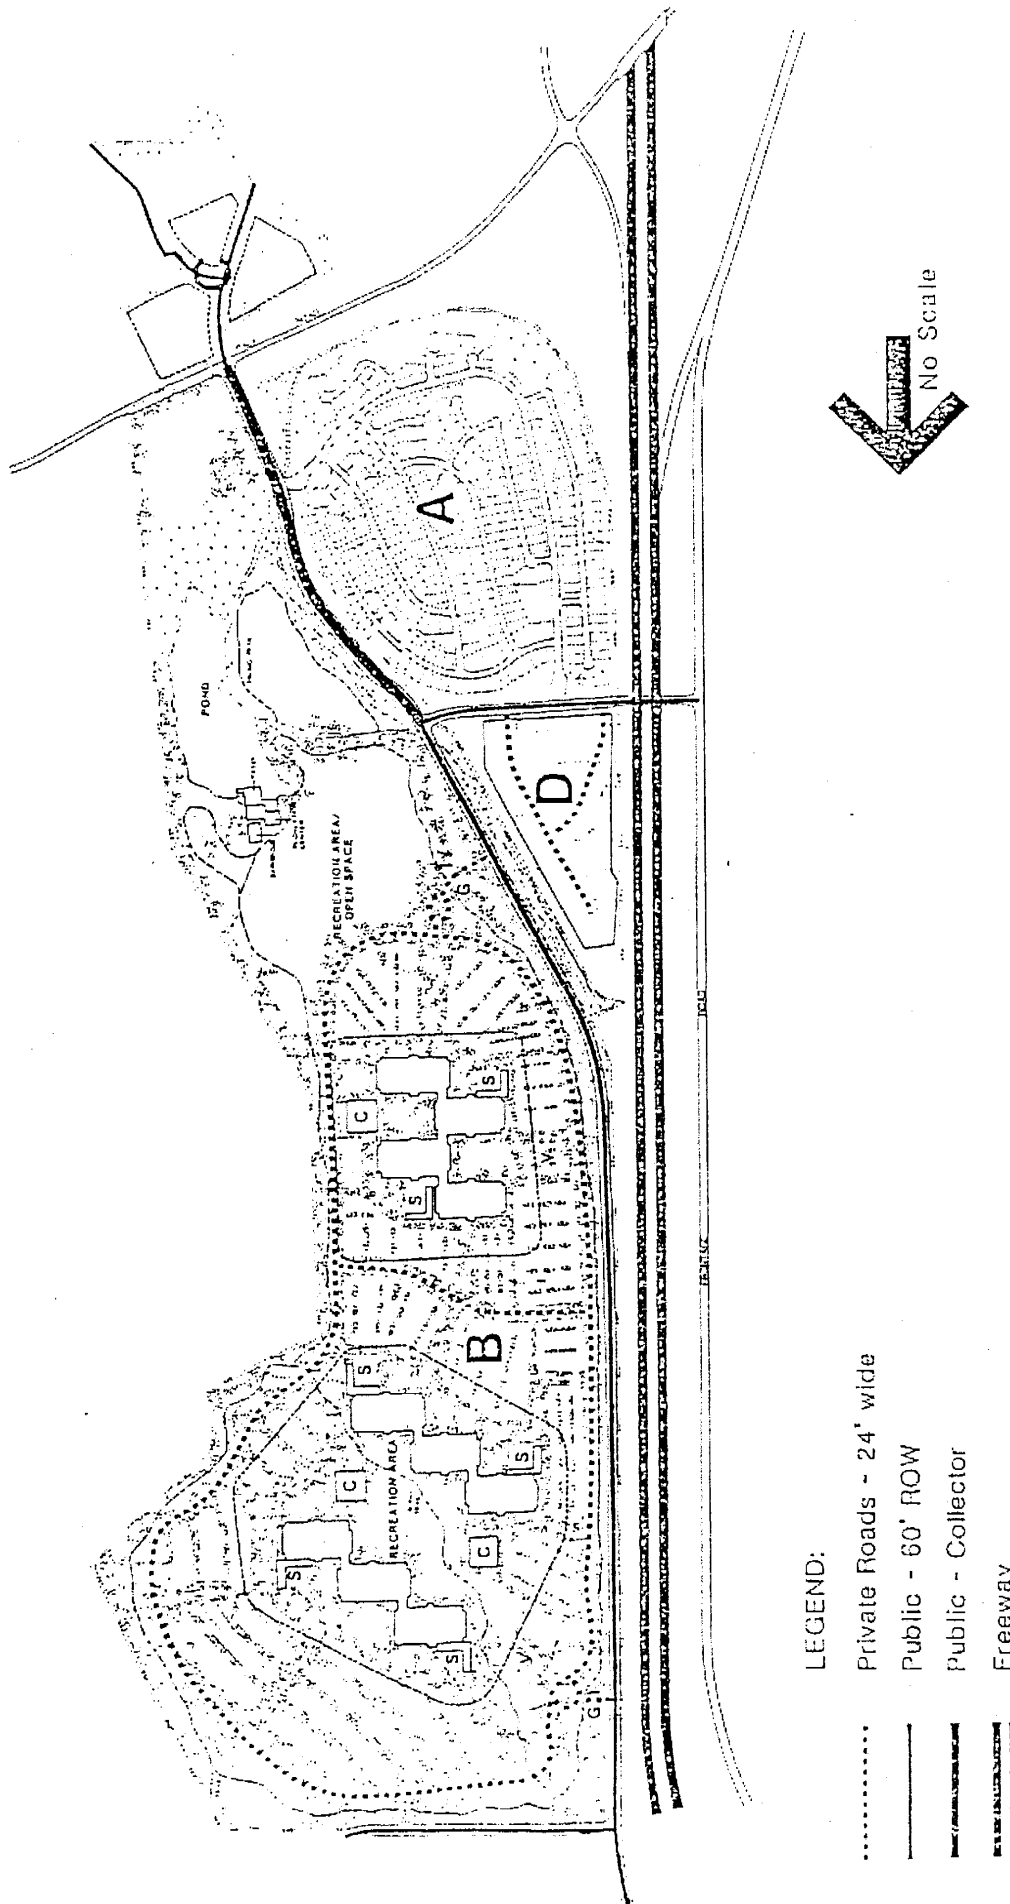 POND
RECREATION AREA/
OPEN SPACE
A
D
G
S
C
S
V
B
S
C
RECREATION AREA
S
S
C
S
V
G
No Scale
LEGEND:
Private Roads - 24' wide
Public - 60' ROW
Public - Collector
Freeway